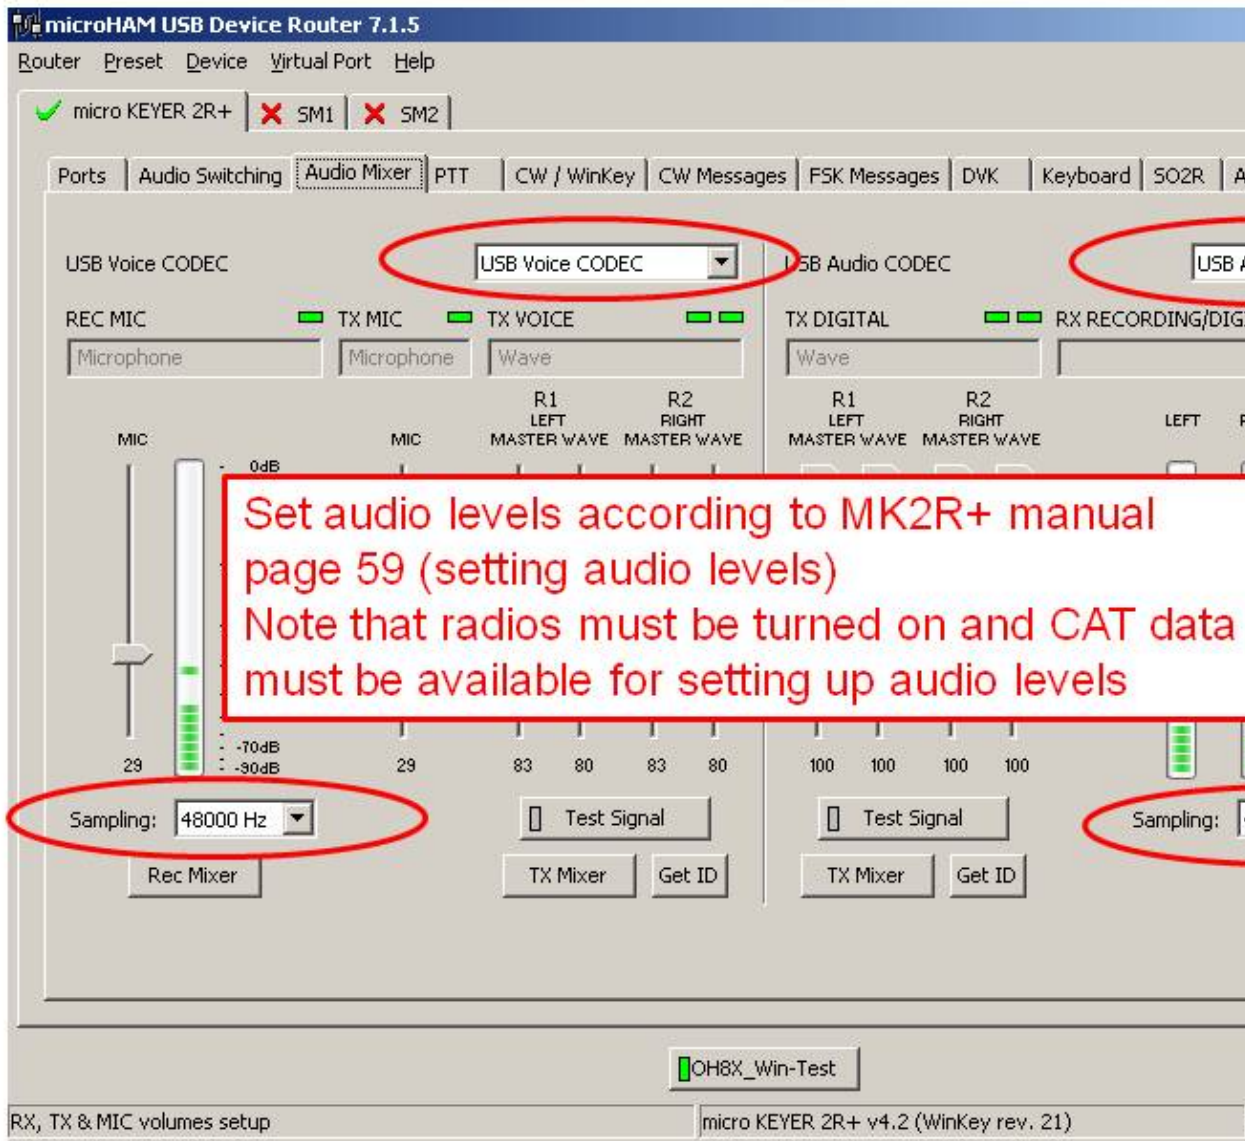 microHAM USB Device Router 7.1.5
Router Preset Device Virtual Port Help
micro KEYER 2R+ SM1 SM2
Ports Audio Switching Audio Mixer PTT CW / WinKey CW Messages FSK Messages DVK Keyboard SO2R A
USB Voice CODEC USB Voice CODEC USB Audio CODEC USB A
REC MIC TX MIC TX VOICE TX DIGITAL RX RECORDING/DIG
Microphone Microphone Wave Wave
R1 R2 R1 R2
LEFT RIGHT LEFT RIGHT LEFT
MIC MIC MASTER WAVE MASTER WAVE MASTER WAVE MASTER WAVE
0dB
Set audio levels according to MK2R+ manual
page 59 (setting audio levels)
Note that radios must be turned on and CAT data
must be available for setting up audio levels
-70dB
29 -90dB 29 83 80 83 80 100 100 100 100
Sampling: 48000 Hz Test Signal Test Signal Sampling:
Rec Mixer TX Mixer Get ID TX Mixer Get ID
OH8X_Win-Test
RX, TX & MIC volumes setup micro KEYER 2R+ v4.2 (WinKey rev. 21)